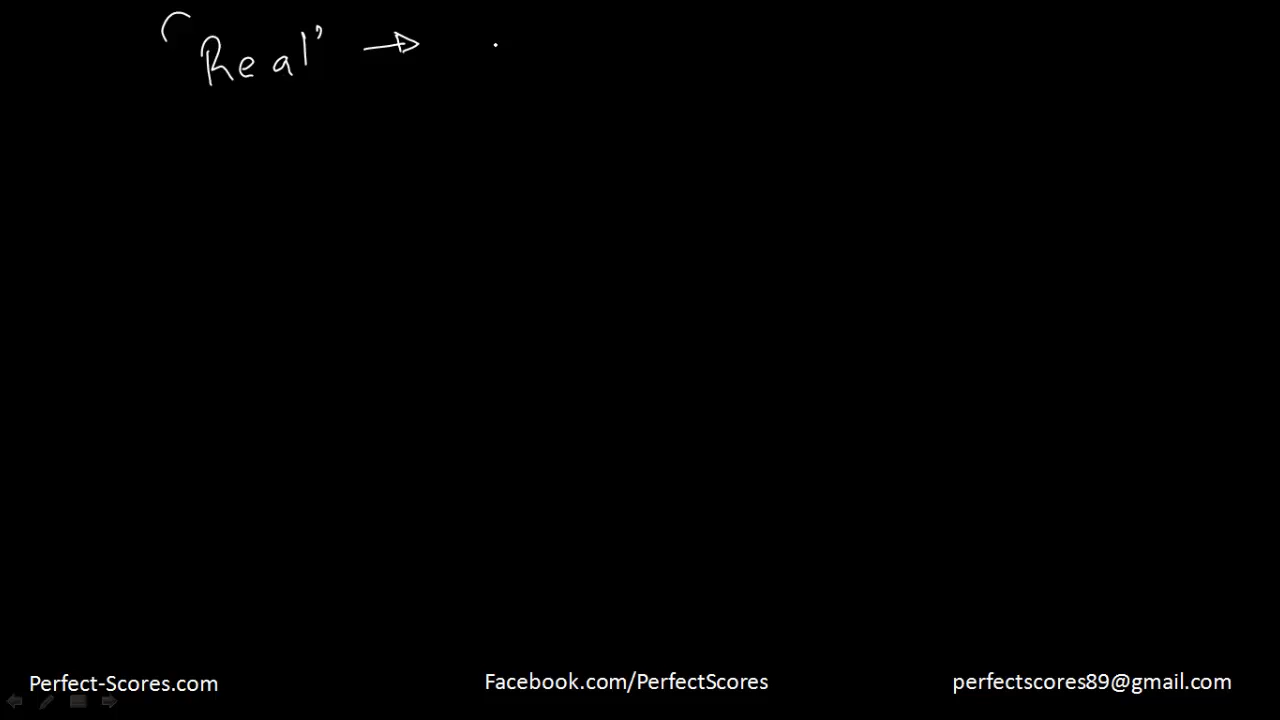 'Real' →
Perfect-Scores.com
Facebook.com/PerfectScores
perfectscores89@gmail.com